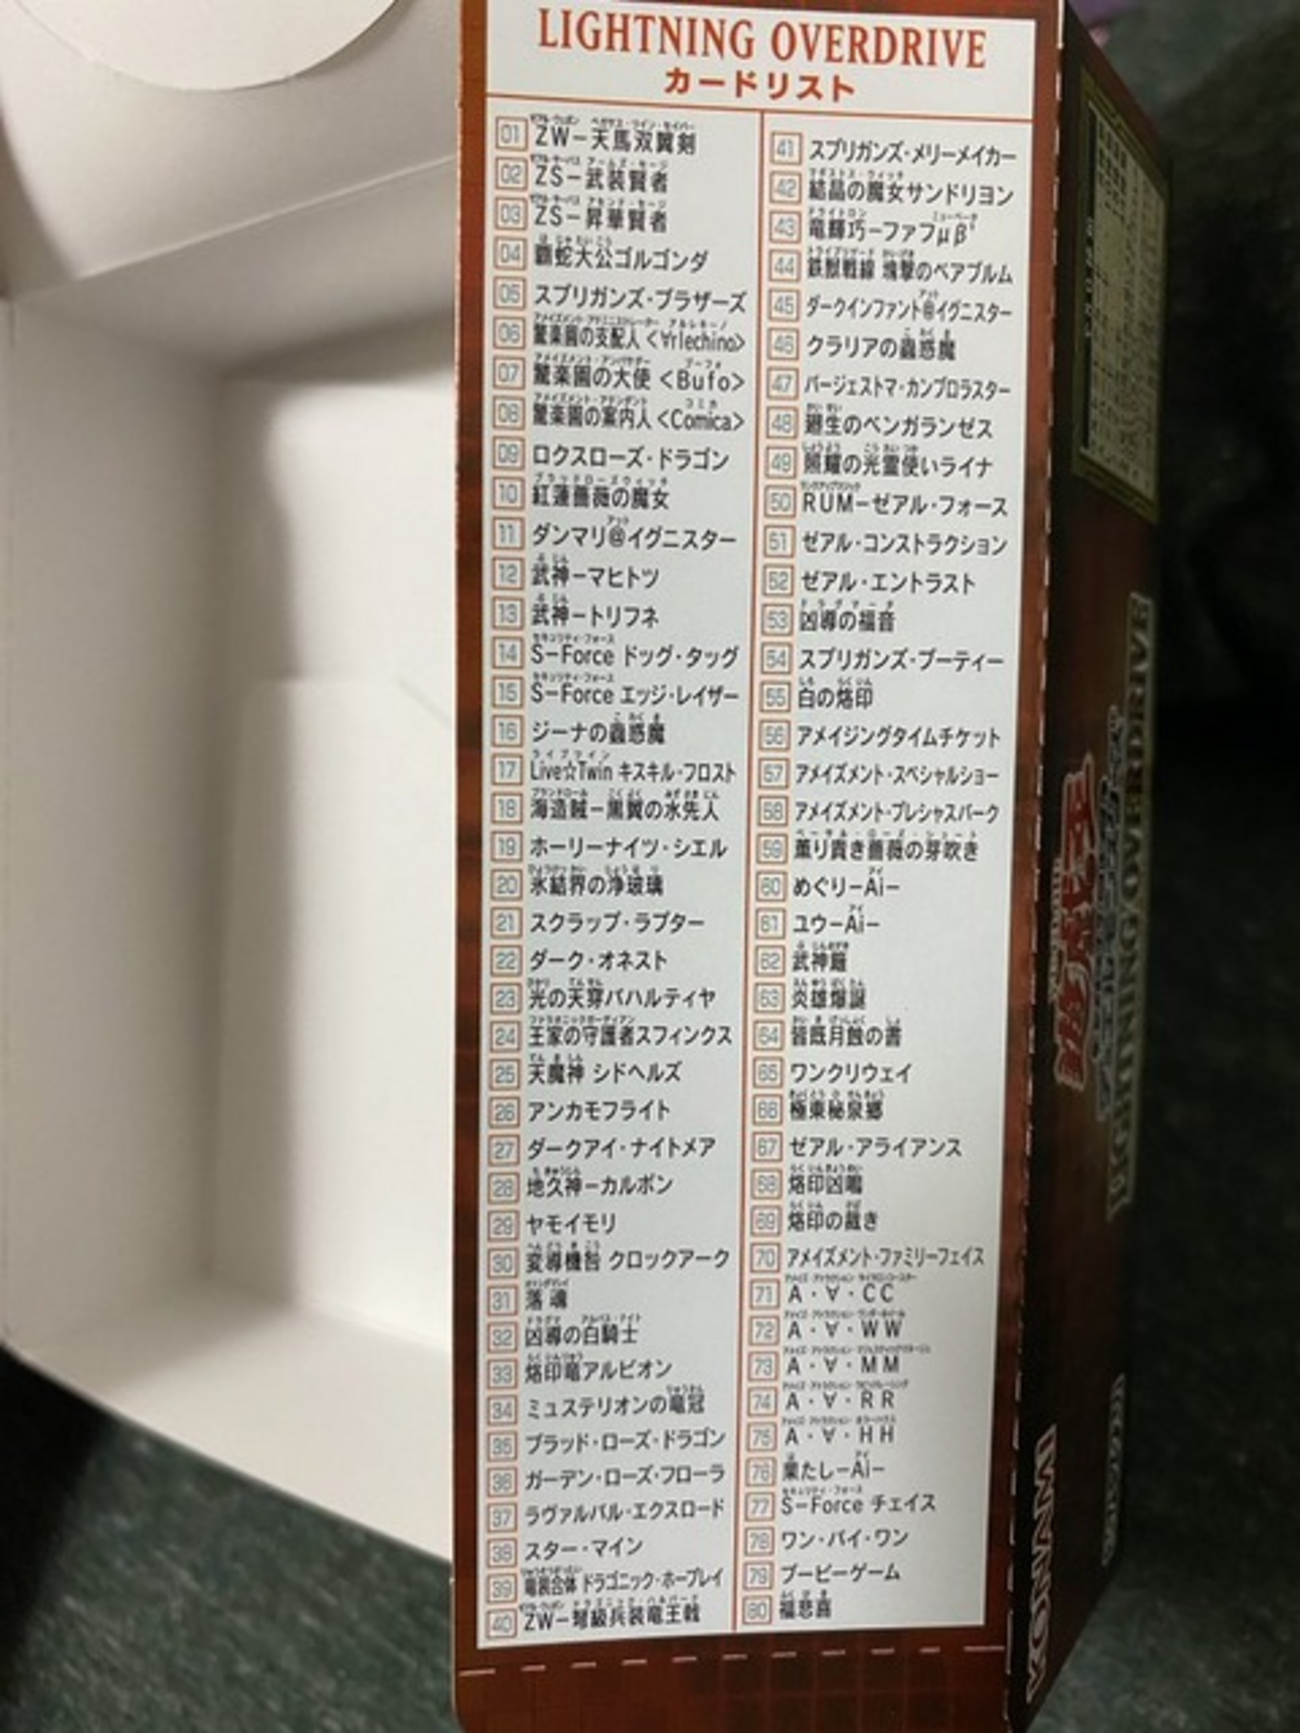 LIGHTNING OVERDRIVE
カードリスト
01 ZW－天馬双翼剣
02 ZS－武装賢者
03 ZS－昇華賢者
04 覇蛇大公ゴルゴンダ
05 スプリガンズ・ブラザーズ
06 驚楽園の支配人 <∀rlechino>
07 驚楽園の大使 <Bufo>
08 驚楽園の案内人 <Comica>
09 ロクスローズ・ドラゴン
10 紅蓮薔薇の魔女
11 ダンマリ@イグニスター
12 武神－マヒトツ
13 武神－トリフネ
14 S－Force ドッグ・タッグ
15 S－Force エッジ・レイザー
16 ジーナの蟲惑魔
17 Live☆Twin キスキル・フロスト
18 海造賊－黒翼の水先人
19 ホーリーナイツ・シエル
20 氷結界の浄玻璃
21 スクラップ・ラプター
22 ダーク・オネスト
23 光の天穿バハルティヤ
24 王家の守護者スフィンクス
25 天魔神 シドヘルズ
26 アンカモフライト
27 ダークアイ・ナイトメア
28 地久神－カルボン
29 ヤモイモリ
30 変導機咎 クロックアーク
31 落魂
32 凶導の白騎士
33 烙印竜アルビオン
34 ミュステリオンの竜冠
35 ブラッド・ローズ・ドラゴン
36 ガーデン・ローズ・フローラ
37 ラヴァルバル・エクスロード
38 スター・マイン
39 竜装合体 ドラゴニック・ホープレイ
40 ZW－弩級兵装竜王戟
41 スプリガンズ・メリーメイカー
42 結晶の魔女サンドリヨン
43 竜輝巧－ファフμβ’
44 鉄獣戦線 塊撃のベアブルム
45 ダークインファント@イグニスター
46 クラリアの蟲惑魔
47 バージェストマ・カンブロラスター
48 廻生のベンガランゼス
49 照耀の光霊使いライナ
50 RUM－ゼアル・フォース
51 ゼアル・コンストラクション
52 ゼアル・エントラスト
53 凶導の福音
54 スプリガンズ・ブーティー
55 白の烙印
56 アメイジングタイムチケット
57 アメイズメント・スペシャルショー
58 アメイズメント・プレシャスパーク
59 薫り貴き薔薇の芽吹き
60 めぐり－Ai－
61 ユウ－Ai－
62 武神籬
63 炎雄爆誕
64 皆既月蝕の書
65 ワンクリウェイ
66 極東秘泉郷
67 ゼアル・アライアンス
68 烙印凶鳴
69 烙印の裁き
70 アメイズメント・ファミリーフェイス
71 A・∀・CC
72 A・∀・WW
73 A・∀・MM
74 A・∀・RR
75 A・∀・HH
76 果たし－Ai－
77 S－Force チェイス
78 ワン・バイ・ワン
79 ブービーゲーム
80 福悲喜
LIGHTNING OVERDRIVE
KONAMI